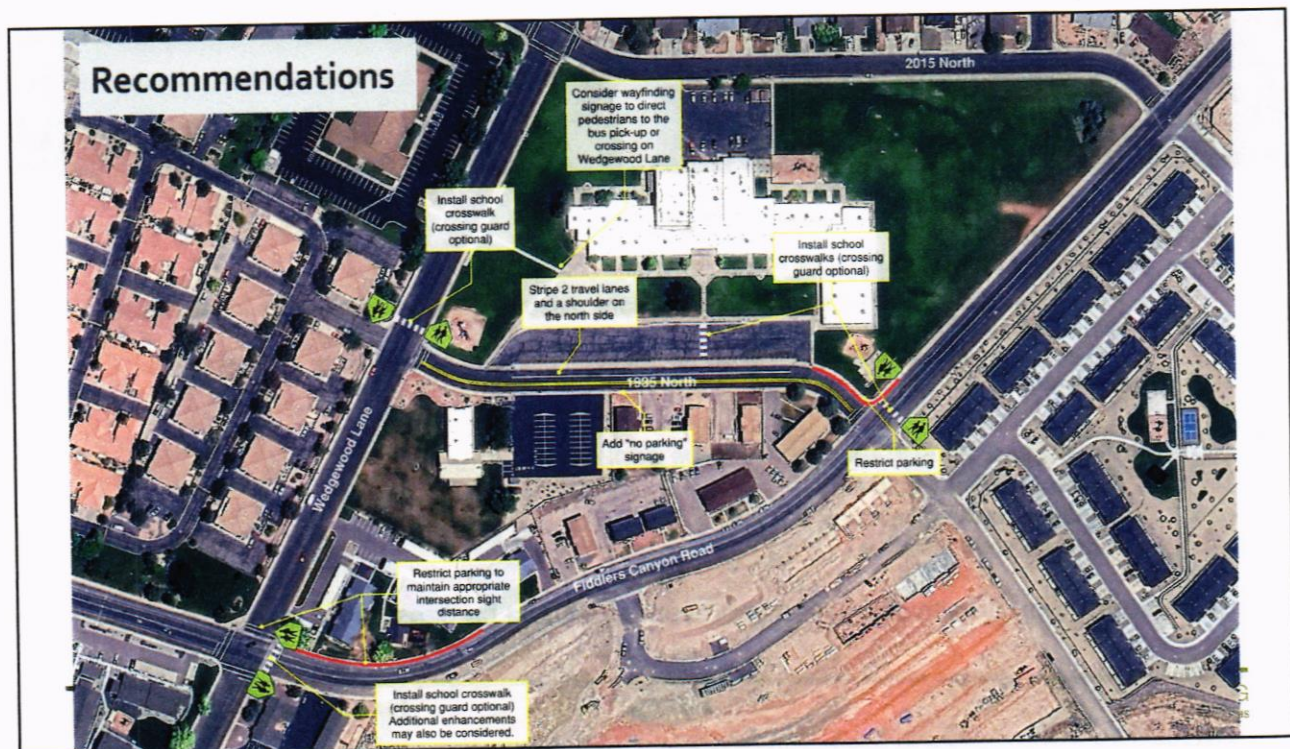 Recommendations
2015 North
Consider wayfinding
signage to direct
pedestrians to the
bus pick-up or
crossing on
Wedgewood Lane
Install school
crosswalk
(crossing guard
optional)
Install school
crosswalks (crossing
guard optional)
Stripe 2 travel lanes
and a shoulder on
the north side
1995 North
Add "no parking"
signage
Restrict parking
Wedgewood Lane
Fiddlers Canyon Road
Restrict parking to
maintain appropriate
intersection sight
distance
Install school crosswalk
(crossing guard optional)
Additional enhancements
may also be considered.